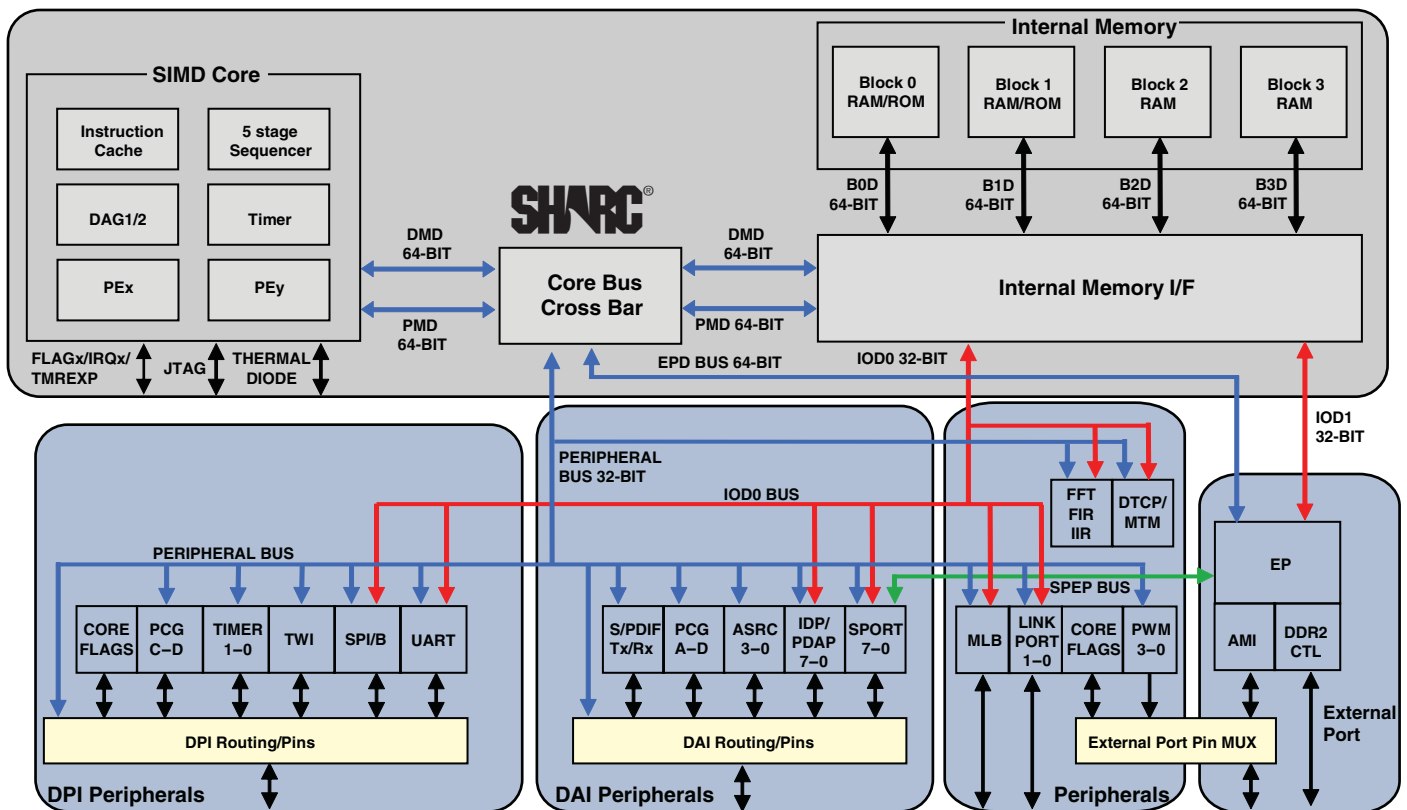 Internal Memory
SIMD Core
Block 0
RAM/ROM
Block 1
RAM/ROM
Block 2
RAM
Block 3
RAM
Instruction
Cache
5 stage
Sequencer
DAG1/2
Timer
PEx
PEy
B0D
64-BIT
B1D
64-BIT
B2D
64-BIT
B3D
64-BIT
SHARC®
DMD
64-BIT
DMD
64-BIT
Core Bus
Cross Bar
Internal Memory I/F
PMD
64-BIT
PMD 64-BIT
FLAGx/IRQx/
TMREXP
JTAG
THERMAL
DIODE
EPD BUS 64-BIT
IOD0 32-BIT
IOD1
32-BIT
PERIPHERAL
BUS 32-BIT
IOD0 BUS
FFT
FIR
IIR
DTCP/
MTM
PERIPHERAL BUS
SPEP BUS
EP
CORE
FLAGS
PCG
C–D
TIMER
1–0
TWI
SPI/B
UART
S/PDIF
Tx/Rx
PCG
A–D
ASRC
3–0
IDP/
PDAP
7–0
SPORT
7–0
MLB
LINK
PORT
1–0
CORE
FLAGS
PWM
3–0
AMI
DDR2
CTL
DPI Routing/Pins
DAI Routing/Pins
External Port Pin MUX
External
Port
DPI Peripherals
DAI Peripherals
Peripherals